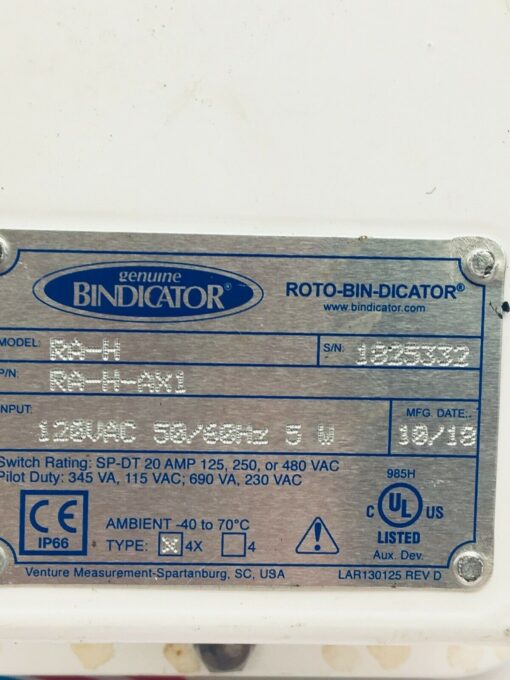 genuine
BINDICATOR®
ROTO-BIN-DICATOR®
www.bindicator.com
MODEL: RA-H
S/N: 1825332
P/N: RA-H-AX1
INPUT: 120VAC 50/60Hz 5 W
MFG DATE: 10/18
Switch Rating: SP-DT 20 AMP 125, 250, or 480 VAC
Pilot Duty: 345 VA, 115 VAC; 690 VA, 230 VAC
CE
IP66
AMBIENT -40 to 70°C
TYPE: ☒ 4X ☐ 4
985H
C UL US
LISTED
Aux. Dev.
Venture Measurement-Spartanburg, SC, USA
LAR130125 REV D